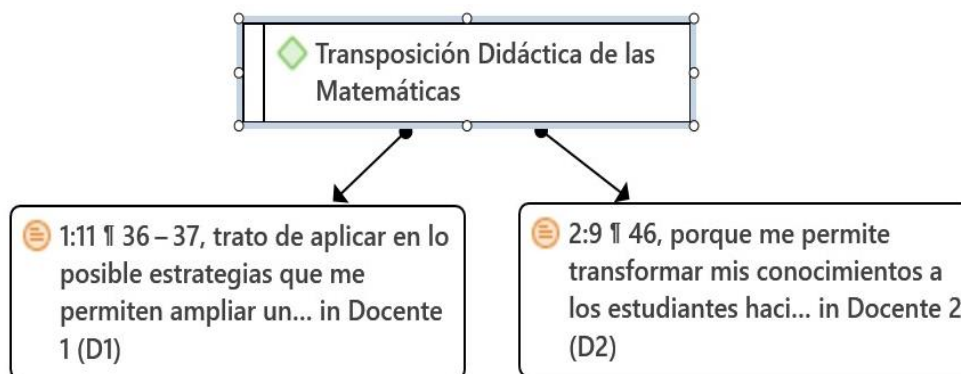 Transposición Didáctica de las
Matemáticas
1:11 ¶ 36 – 37, trato de aplicar en lo
posible estrategias que me
permiten ampliar un... in Docente
1 (D1)
2:9 ¶ 46, porque me permite
transformar mis conocimientos a
los estudiantes haci... in Docente 2
(D2)